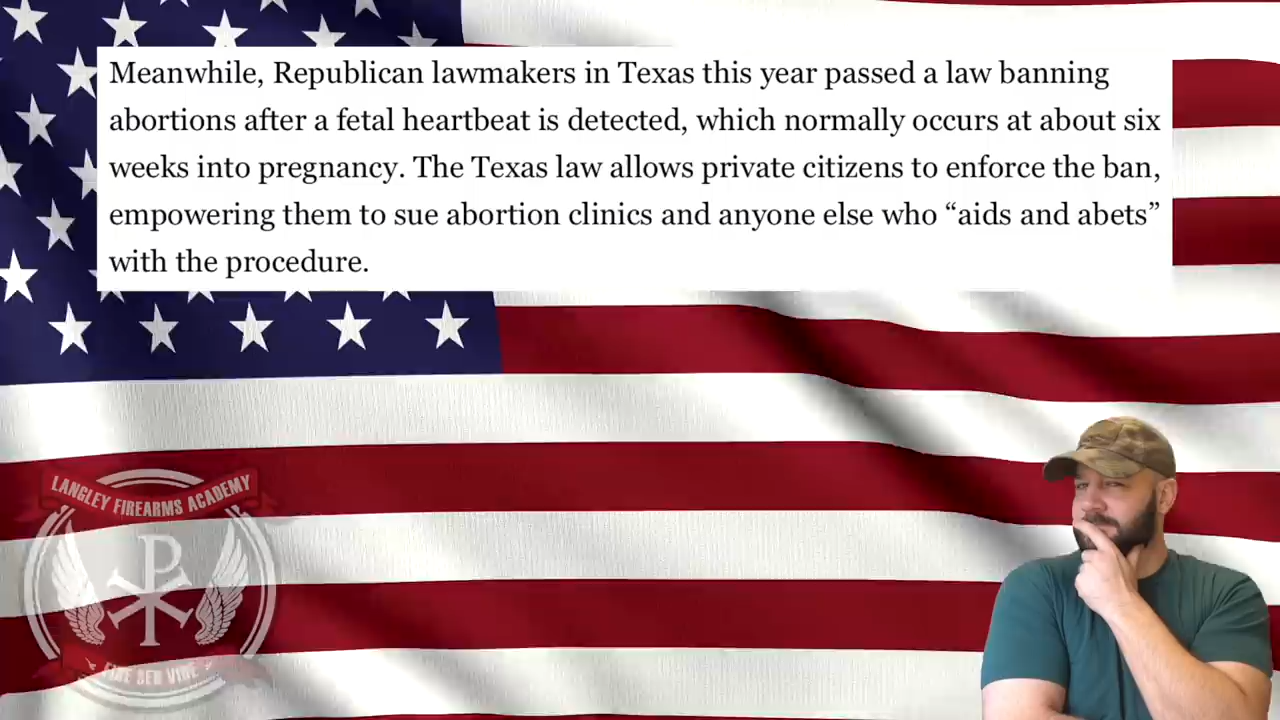 Meanwhile, Republican lawmakers in Texas this year passed a law banning
abortions after a fetal heartbeat is detected, which normally occurs at about six
weeks into pregnancy. The Texas law allows private citizens to enforce the ban,
empowering them to sue abortion clinics and anyone else who “aids and abets”
with the procedure.
LANGLEY FIREARMS ACADEMY